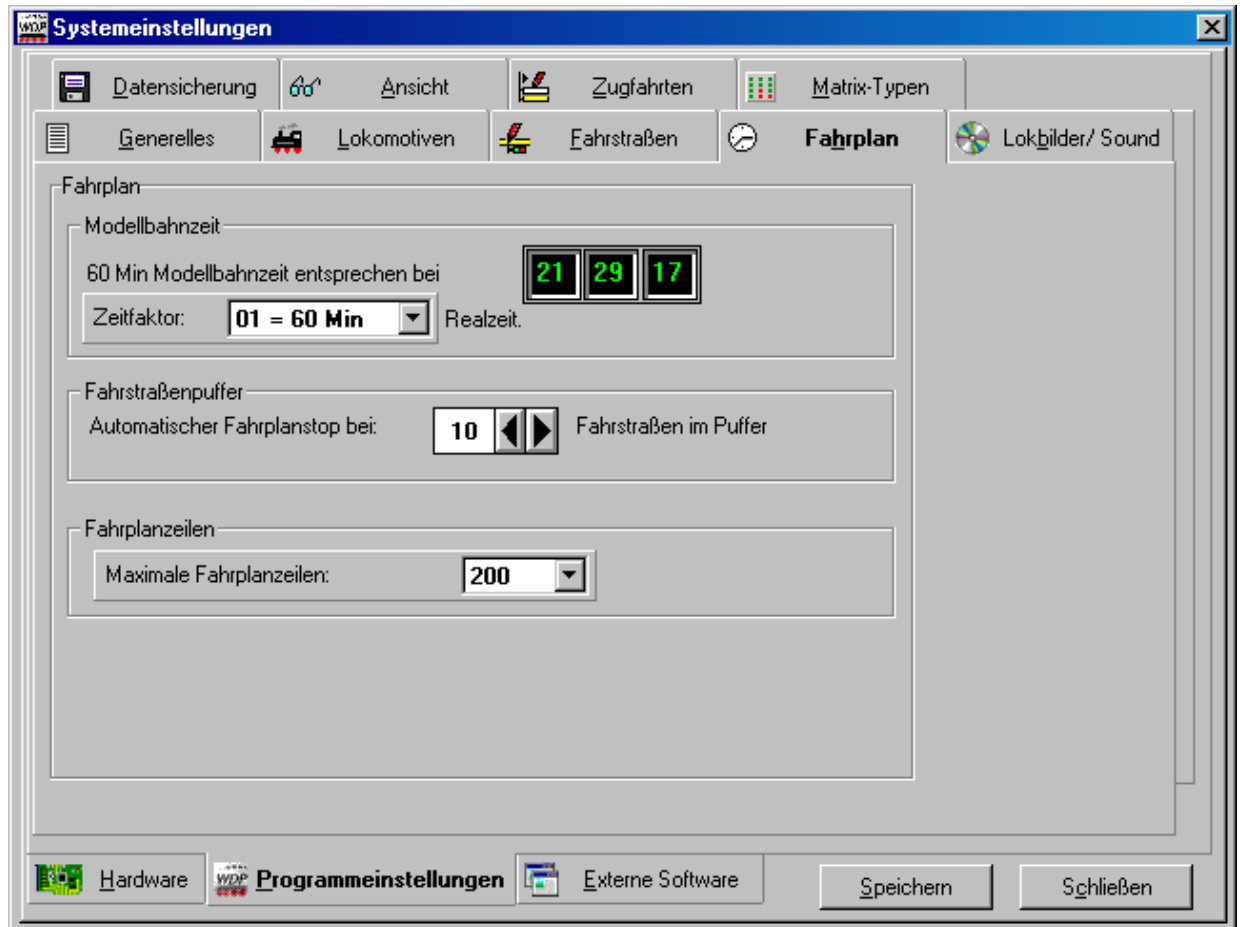 WDP Systemeinstellungen
Datensicherung Ansicht Zugfahrten Matrix-Typen
Generelles Lokomotiven Fahrstraßen Fahrplan Lokbilder/ Sound
Fahrplan
Modellbahnzeit
60 Min Modellbahnzeit entsprechen bei
21 29 17
Zeitfaktor: 01 = 60 Min Realzeit.
Fahrstraßenpuffer
Automatischer Fahrplanstop bei: 10 Fahrstraßen im Puffer
Fahrplanzeilen
Maximale Fahrplanzeilen: 200
Hardware WDP Programmeinstellungen Externe Software Speichern Schließen